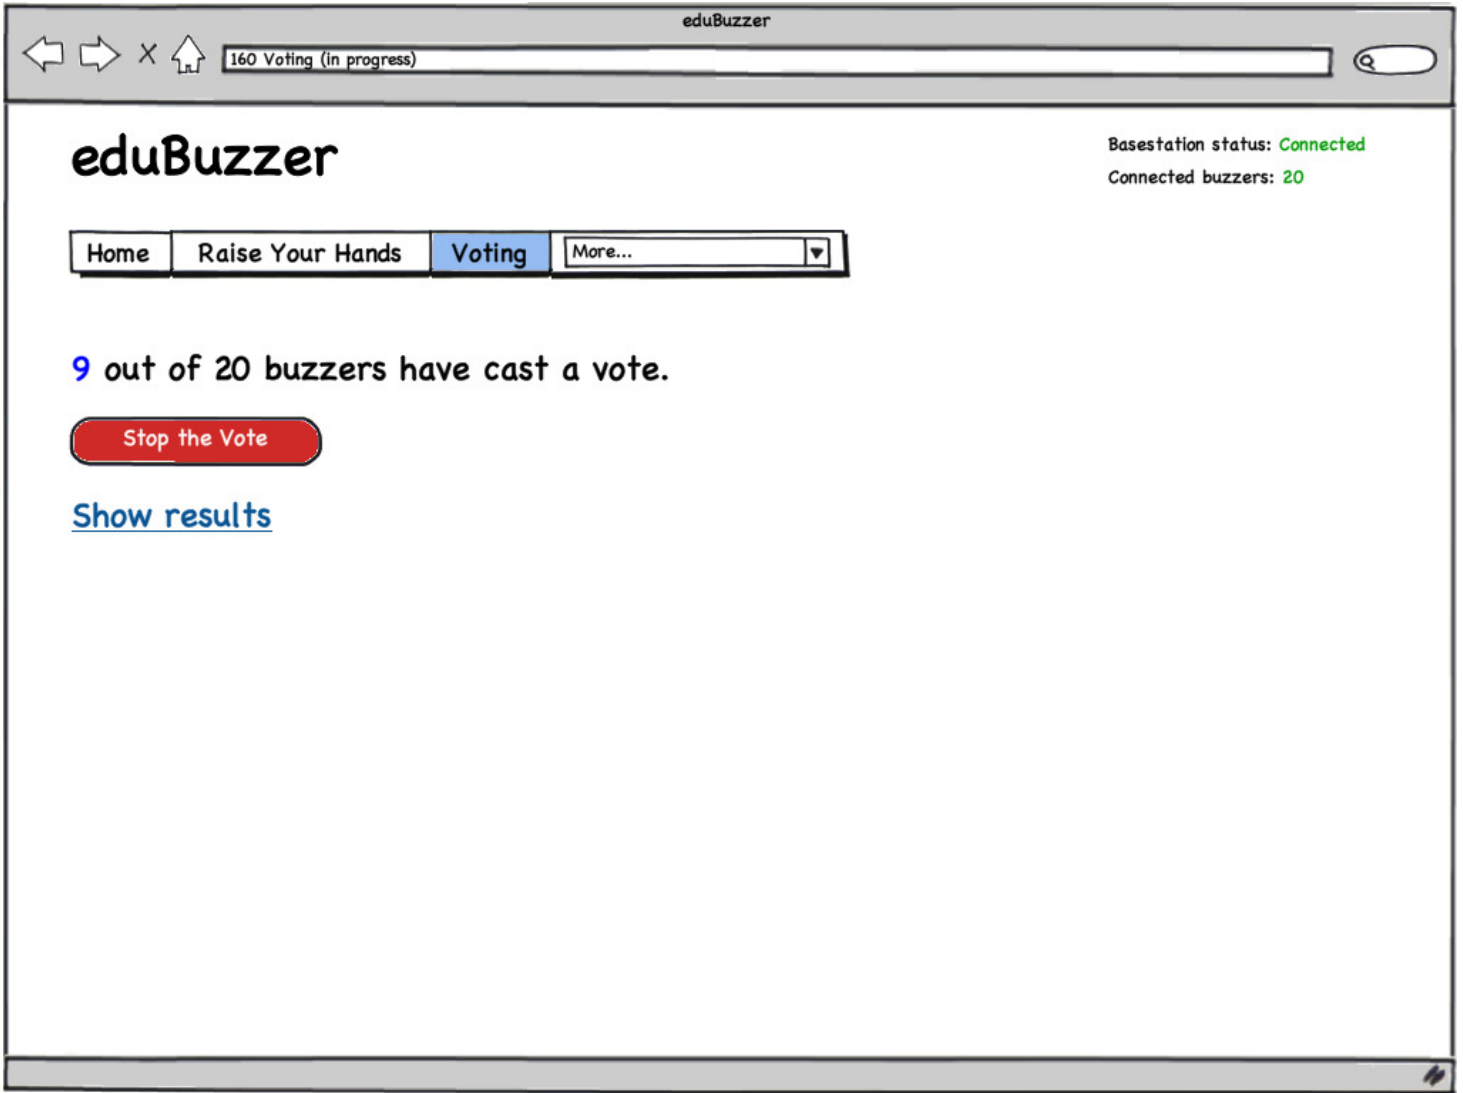 eduBuzzer
160 Voting (in progress)
eduBuzzer
Basestation status: Connected
Connected buzzers: 20
Home Raise Your Hands Voting More...
9 out of 20 buzzers have cast a vote.
Stop the Vote
Show results